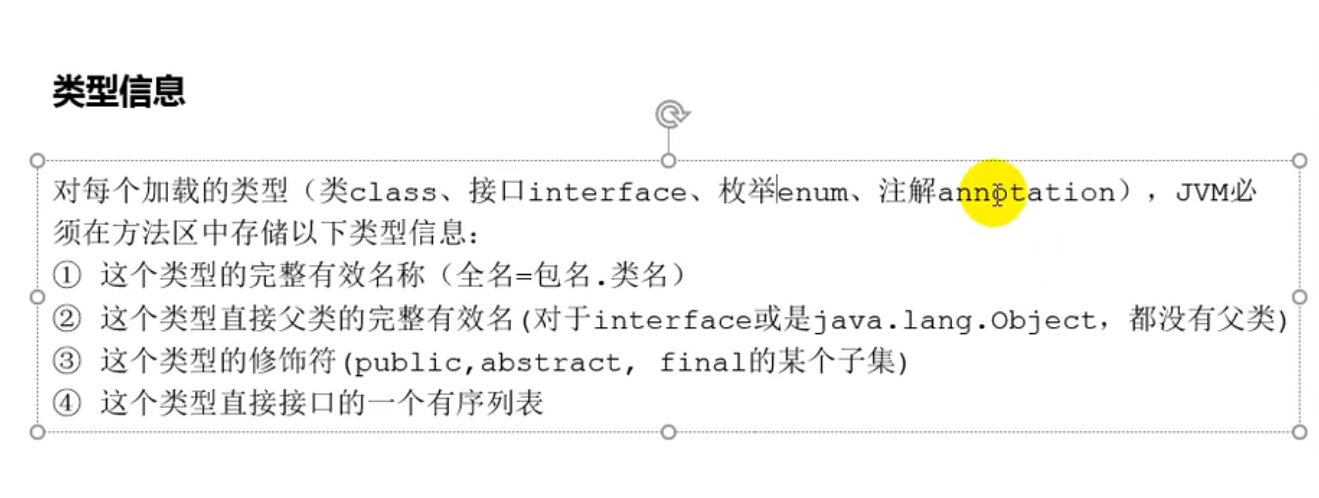 类型信息
对每个加载的类型（类class、接口interface、枚举enum、注解annotation），JVM必
须在方法区中存储以下类型信息：
① 这个类型的完整有效名称（全名=包名.类名）
② 这个类型直接父类的完整有效名(对于interface或是java.lang.Object，都没有父类)
③ 这个类型的修饰符(public,abstract, final的某个子集)
④ 这个类型直接接口的一个有序列表